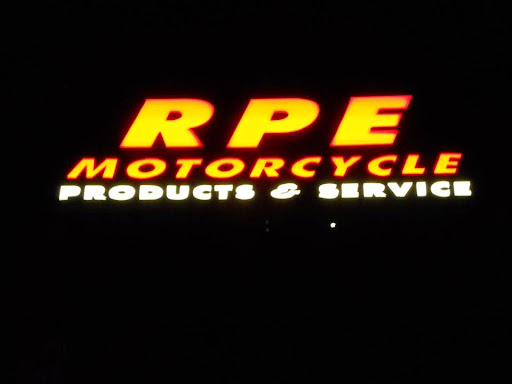 RPE
MOTORCYCLE
PRODUCTS & SERVICE